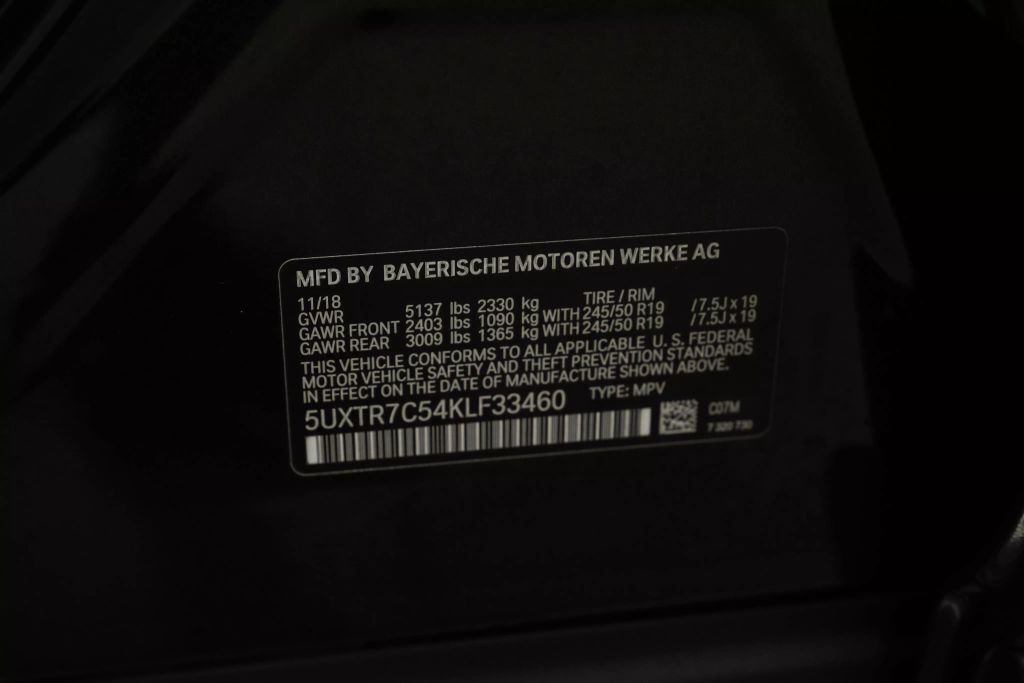 MFD BY BAYERISCHE MOTOREN WERKE AG
11/18 TIRE / RIM
GVWR 5137 lbs 2330 kg
GAWR FRONT 2403 lbs 1090 kg WITH 245/50 R19 / 7.5J x 19
GAWR REAR 3009 lbs 1365 kg WITH 245/50 R19 / 7.5J x 19
THIS VEHICLE CONFORMS TO ALL APPLICABLE U. S. FEDERAL
MOTOR VEHICLE SAFETY AND THEFT PREVENTION STANDARDS
IN EFFECT ON THE DATE OF MANUFACTURE SHOWN ABOVE.
5UXTR7C54KLF33460 TYPE: MPV
C07M
7 320 730